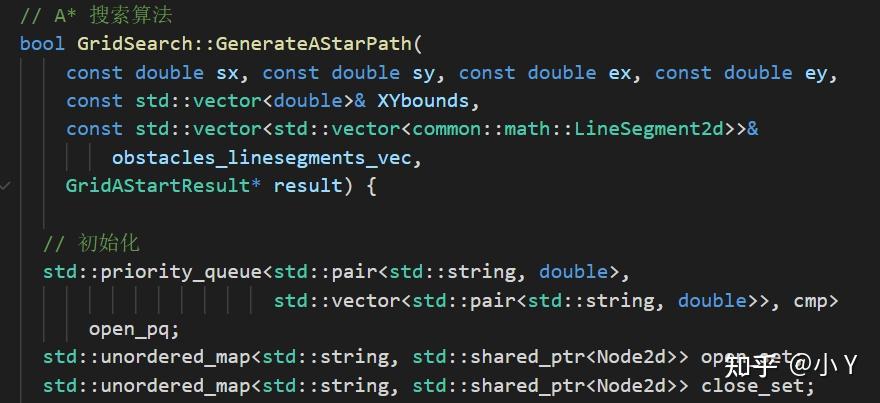 // A* 搜索算法
bool GridSearch::GenerateAStarPath(
const double sx, const double sy, const double ex, const double ey,
const std::vector<double>& XYbounds,
const std::vector<std::vector<common::math::LineSegment2d>>&
obstacles_linesegments_vec,
GridAStartResult* result) {
// 初始化
std::priority_queue<std::pair<std::string, double>,
std::vector<std::pair<std::string, double>>, cmp>
open_pq;
std::unordered_map<std::string, std::shared_ptr<Node2d>> open_set;
std::unordered_map<std::string, std::shared_ptr<Node2d>> close_set;
知乎 @小Y